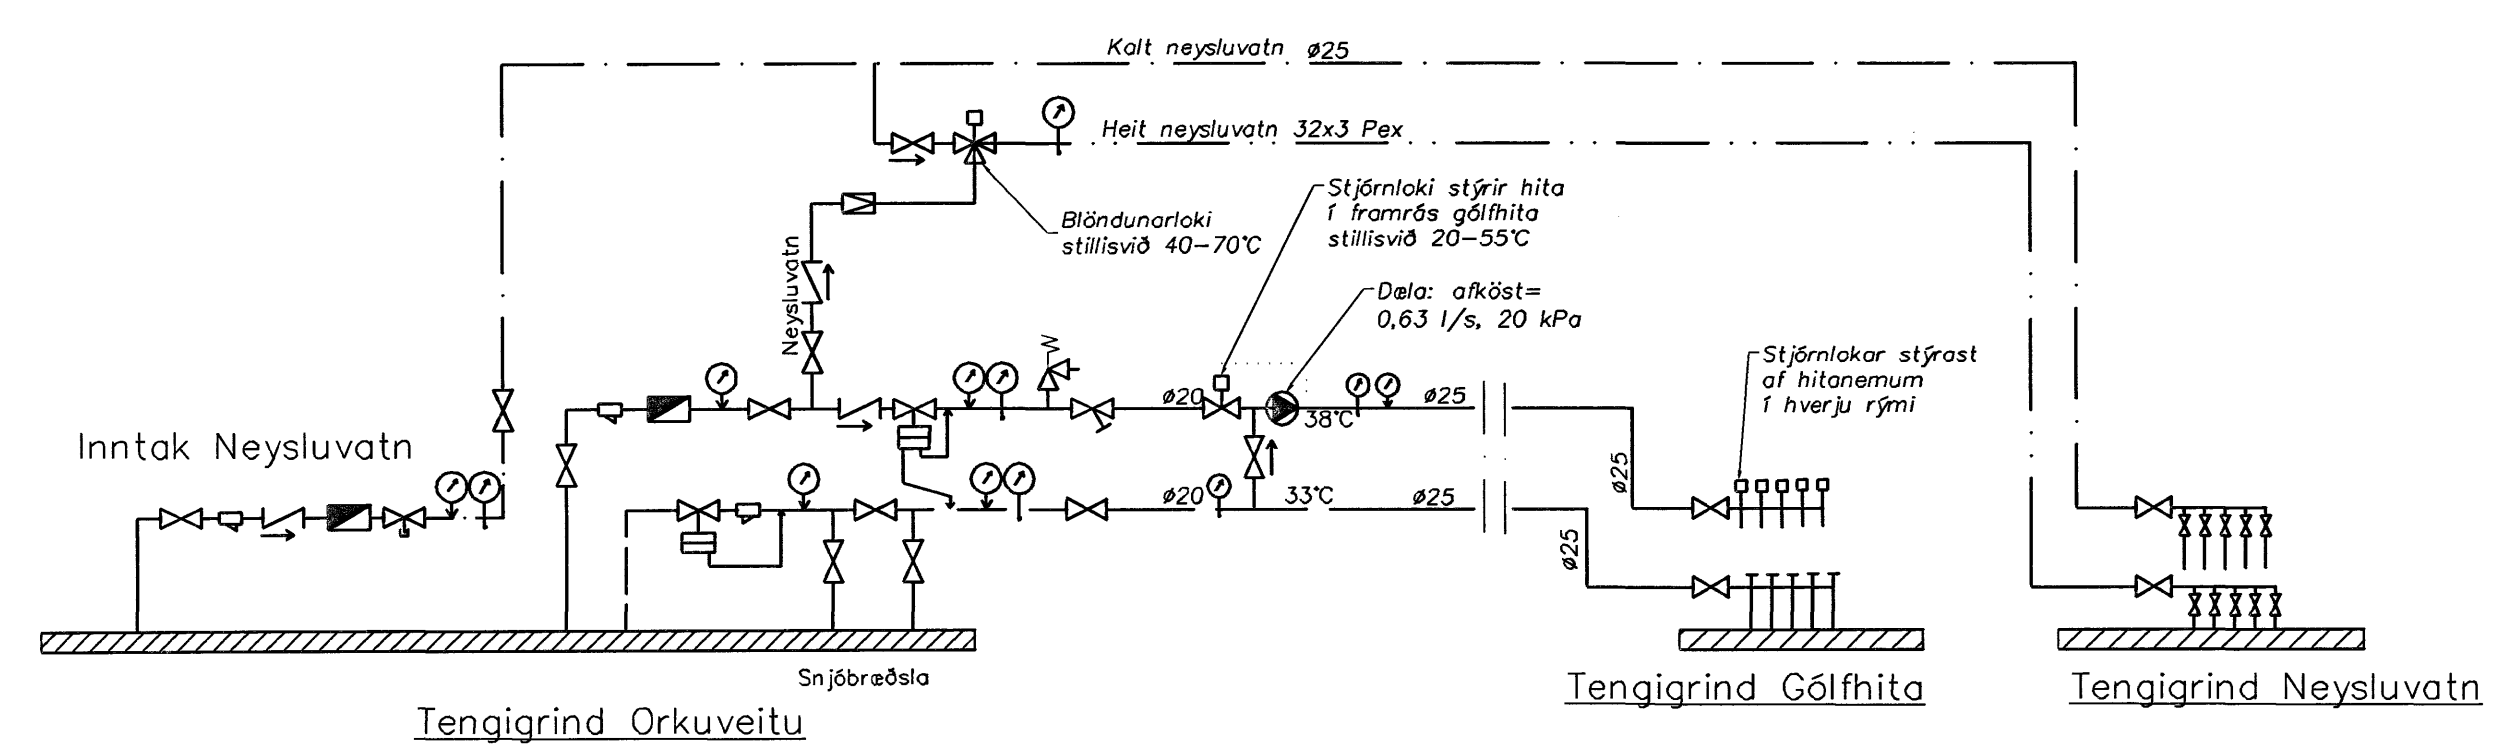 Kalt neysluvatn ø25
Heit neysluvatn 32x3 Pex
Stjórnloki stýrir hita
í framrás gólfhita
stillisvið 20-55°C
Blöndunarloki
stillisvið 40-70°C
Neysluvatn
Dæla: afköst=
0,63 l/s, 20 kPa
Stjórnlokar stýrast
af hitanemum
í hverju rými
ø20
38°C
ø25
Inntak Neysluvatn
ø25
ø20
33°C
ø25
ø25
Snjóbræðsla
Tengigrind Gólfhita
Tengigrind Neysluvatn
Tengigrind Orkuveitu